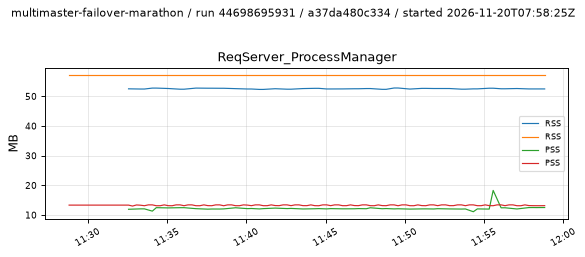 multimaster-failover-marathon / run 44698695931 / a37da480c334 / started 2026-11-20T07:58:25Z
ReqServer_ProcessManager
MB
50
40
30
20
10
RSS
RSS
PSS
PSS
11:30
11:35
11:40
11:45
11:50
11:55
12:00